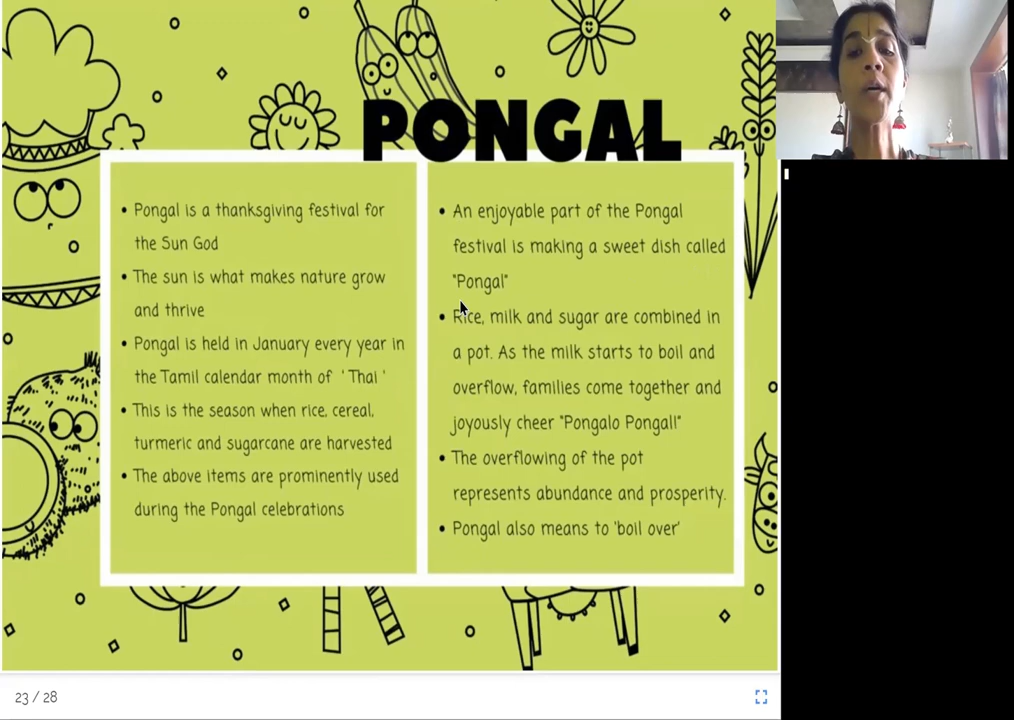 PONGAL
• Pongal is a thanksgiving festival for
the Sun God
• The sun is what makes nature grow
and thrive
• Pongal is held in January every year in
the Tamil calendar month of ' Thai '
• This is the season when rice, cereal,
turmeric and sugarcane are harvested
• The above items are prominently used
during the Pongal celebrations
• An enjoyable part of the Pongal
festival is making a sweet dish called
"Pongal"
• Rice, milk and sugar are combined in
a pot. As the milk starts to boil and
overflow, families come together and
joyously cheer "Pongalo Pongal!"
• The overflowing of the pot
represents abundance and prosperity.
• Pongal also means to 'boil over'
23 / 28